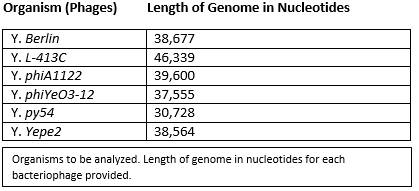 Organism (Phages) Length of Genome in Nucleotides
Y. Berlin 38,677
Y. L-413C 46,339
Y. phiA1122 39,600
Y. phiYeO3-12 37,555
Y. py54 30,728
Y. Yepe2 38,564
Organisms to be analyzed. Length of genome in nucleotides for each
bacteriophage provided.